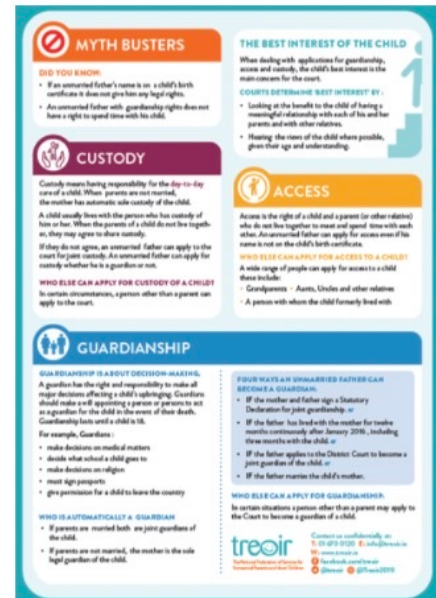 MYTH BUSTERS
DID YOU KNOW:
• If an unmarried father's name is on a child's birth
certificate it does not give him any legal rights.
• An unmarried father with guardianship rights does not
have a right to spend time with his child.
THE BEST INTEREST OF THE CHILD
When dealing with applications for guardianship,
access and custody, the child's best interest is the
main concern for the court.
COURTS DETERMINE 'BEST INTEREST' BY :
• Looking at the benefit to the child of having a
meaningful relationship with each of his and her
parents and with other relatives.
• Hearing the views of the child where possible,
given their age and understanding.
CUSTODY
Custody means having responsibility for the day-to-day
care of a child. When parents are not married,
the mother has automatic sole custody of the child.
A child usually lives with the person who has custody of
him or her. When the parents of a child do not live togeth-
er, they may agree to share custody.
If they do not agree, an unmarried father can apply to the
court for joint custody. An unmarried father can apply for
custody whether he is a guardian or not.
WHO ELSE CAN APPLY FOR CUSTODY OF A CHILD?
In certain circumstances, a person other than a parent can
apply to the court.
ACCESS
Access is the right of a child and a parent (or other relative)
who do not live together to meet and spend time with each
other. An unmarried father can apply for access even if his
name is not on the child's birth certificate.
WHO ELSE CAN APPLY FOR ACCESS TO A CHILD?
A wide range of people can apply for access to a child
these include:
• Grandparents • Aunts, Uncles and other relatives
• A person with whom the child formerly lived with
GUARDIANSHIP
GUARDIANSHIP IS ABOUT DECISION-MAKING.
A guardian has the right and responsibility to make all
major decisions affecting a child's upbringing. Guardians
should make a will appointing a person or persons to act
as a guardian for the child in the event of their death.
Guardianship lasts until a child is 18.
For example, Guardians :
• make decisions on medical matters
• decide what school a child goes to
• make decisions on religion
• must sign passports
• give permission for a child to leave the country
WHO IS AUTOMATICALLY A GUARDIAN
• If parents are married both are joint guardians of
the child.
• If parents are not married, the mother is the sole
legal guardian of the child.
FOUR WAYS AN UNMARRIED FATHER CAN
BECOME A GUARDIAN:
• IF the mother and father sign a Statutory
Declaration for joint guardianship. or
• IF the father has lived with the mother for twelve
months continuously after January 2016 , including
three months with the child. or
• IF the father applies to the District Court to become a
joint guardian of the child. or
• IF the father marries the child's mother.
WHO ELSE CAN APPLY FOR GUARDIANSHIP:
In certain situations a person other than a parent may apply to
the Court to become a guardian of a child.
treoir
The National Federation of Services for
Unmarried Parents and their Children
Contact us confidentially at:
T: 01-670 0120 E: info@treoir.ie
W: www.treoir.ie
facebook.com/treoir
@treoir @Treoir2019